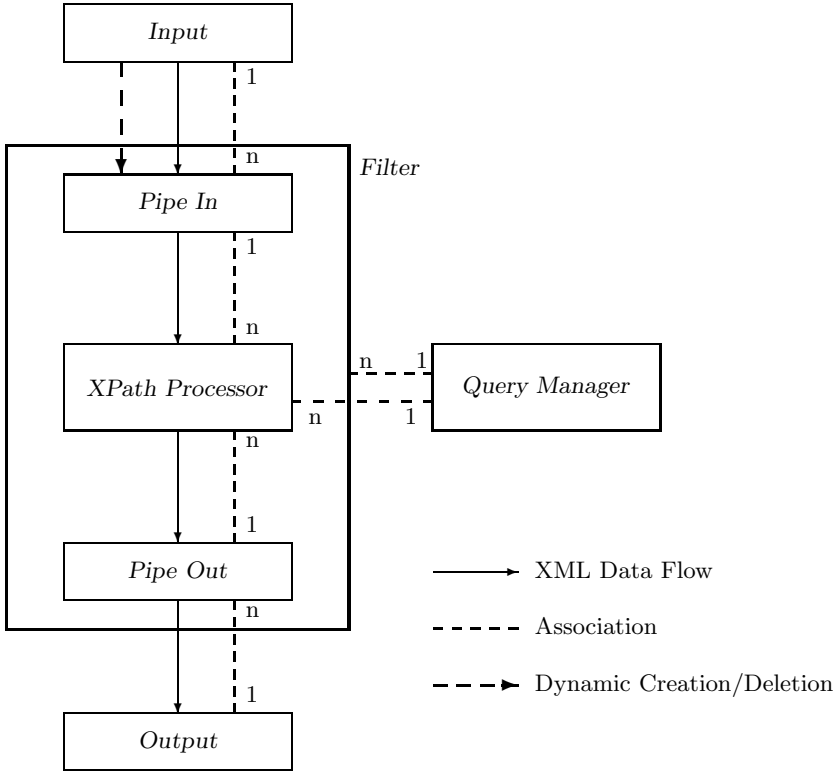 Input
1
n
Filter
Pipe In
1
n
n 1
XPath Processor
Query Manager
n 1
n
1
Pipe Out
XML Data Flow
n
Association
Dynamic Creation/Deletion
1
Output